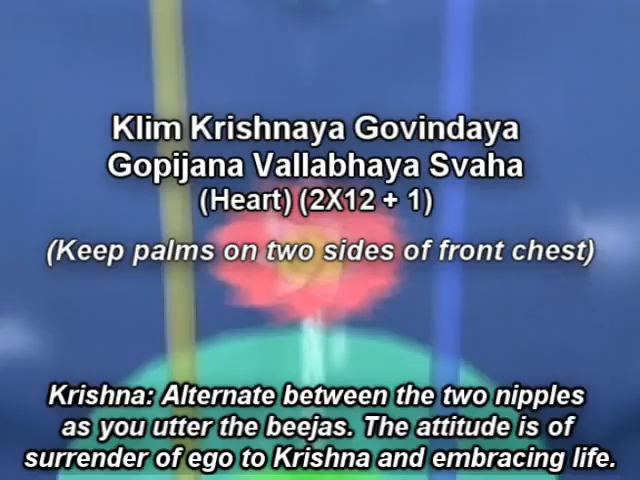 Klim Krishnaya Govindaya
Gopijana Vallabhaya Svaha
(Heart) (2X12 + 1)
(Keep palms on two sides of front chest)
Krishna: Alternate between the two nipples
as you utter the beejas. The attitude is of
surrender of ego to Krishna and embracing life.